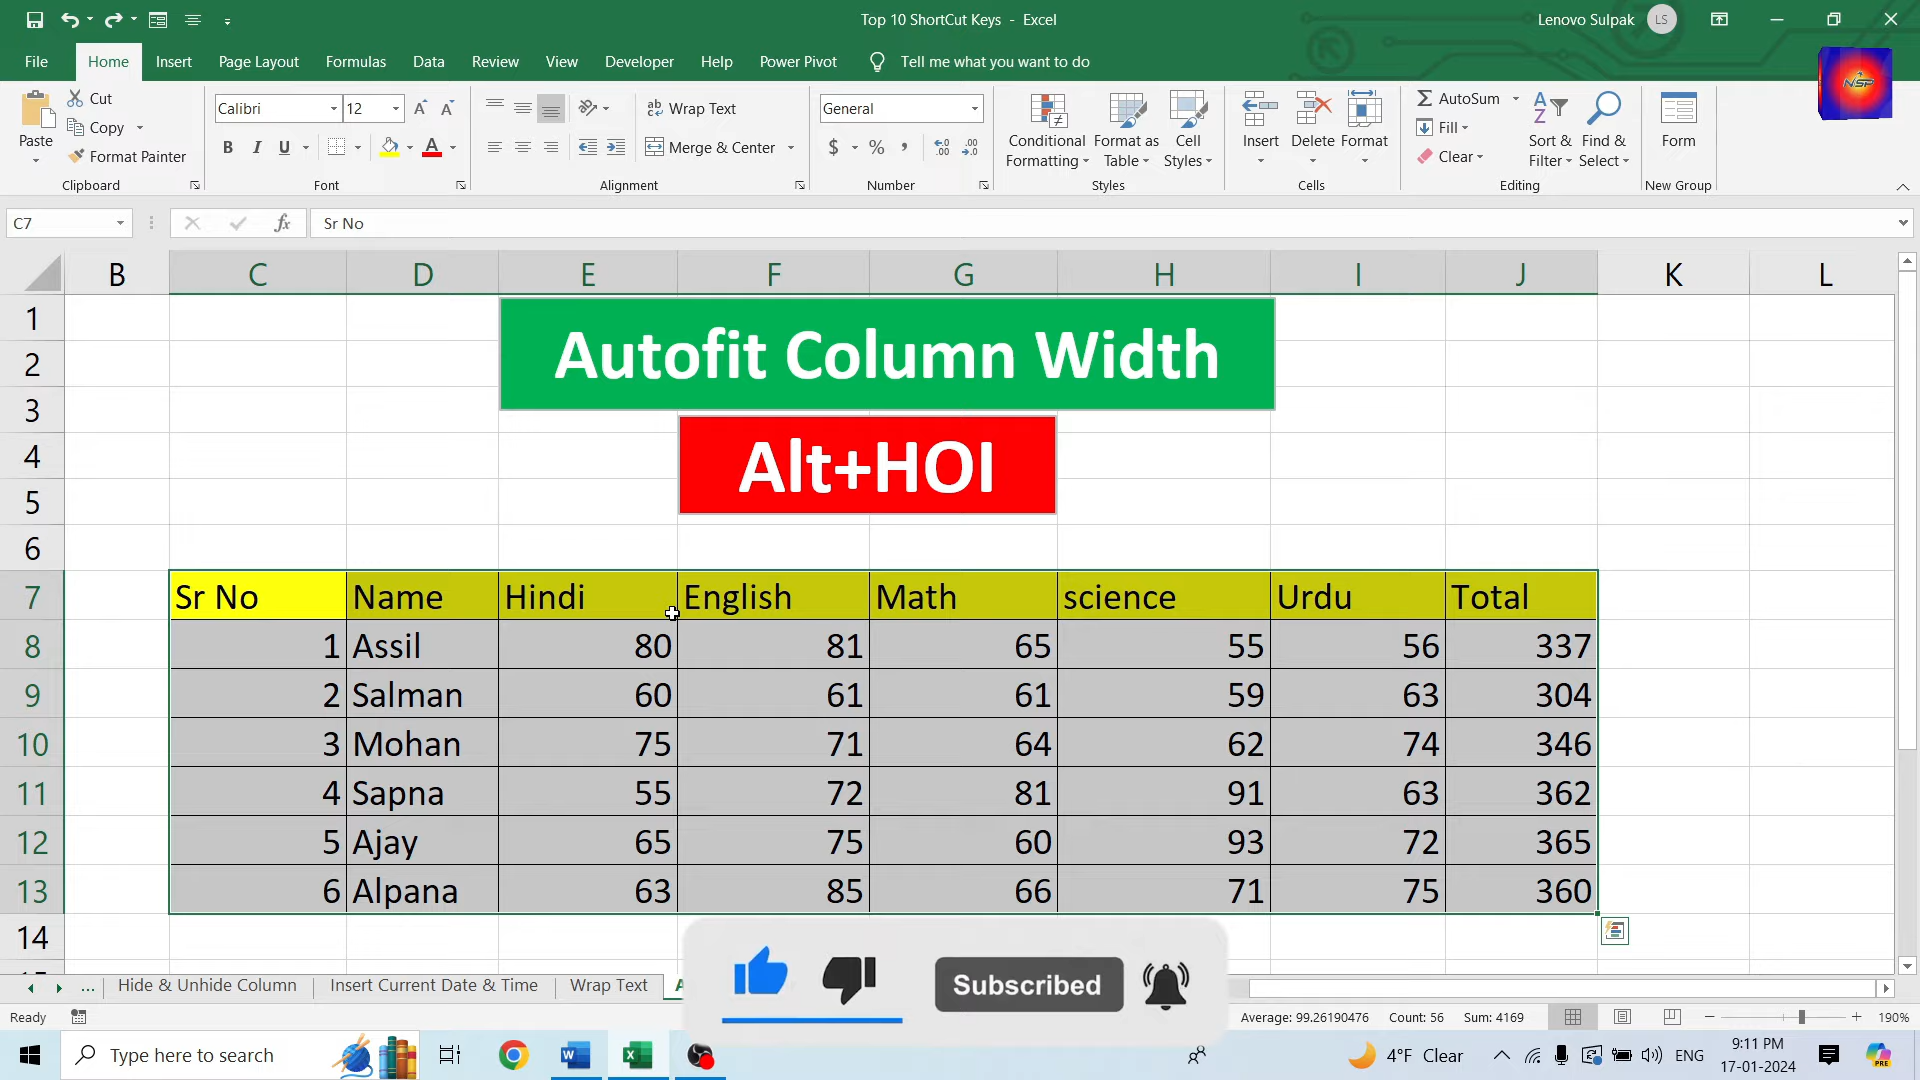 Top 10 ShortCut Keys - Excel
Lenovo Sulpak
LS
File Home Insert Page Layout Formulas Data Review View Developer Help Power Pivot Tell me what you want to do
NSP
Paste
Cut
Copy
Format Painter
Clipboard
Calibri 12
B I U
Font
Wrap Text
Merge & Center
Alignment
General
$ % ,
Number
Conditional Formatting
Format as Table
Cell Styles
Styles
Insert Delete Format
Cells
AutoSum
Fill
Clear
Sort & Filter
Find & Select
Editing
Form
New Group
C7
fx
Sr No
B C D E F G H I J K L
1
2
3
4
5
6
Autofit Column Width
Alt+HOI
7 Sr No Name Hindi English Math science Urdu Total
8 1 Assil 80 81 65 55 56 337
9 2 Salman 60 61 61 59 63 304
10 3 Mohan 75 71 64 62 74 346
11 4 Sapna 55 72 81 91 63 362
12 5 Ajay 65 75 60 93 72 365
13 6 Alpana 63 85 66 71 75 360
14
Subscribed
... Hide & Unhide Column Insert Current Date & Time Wrap Text
Ready
Average: 99.26190476 Count: 56 Sum: 4169
190%
Type here to search
4°F Clear
ENG
9:11 PM
17-01-2024
PRE